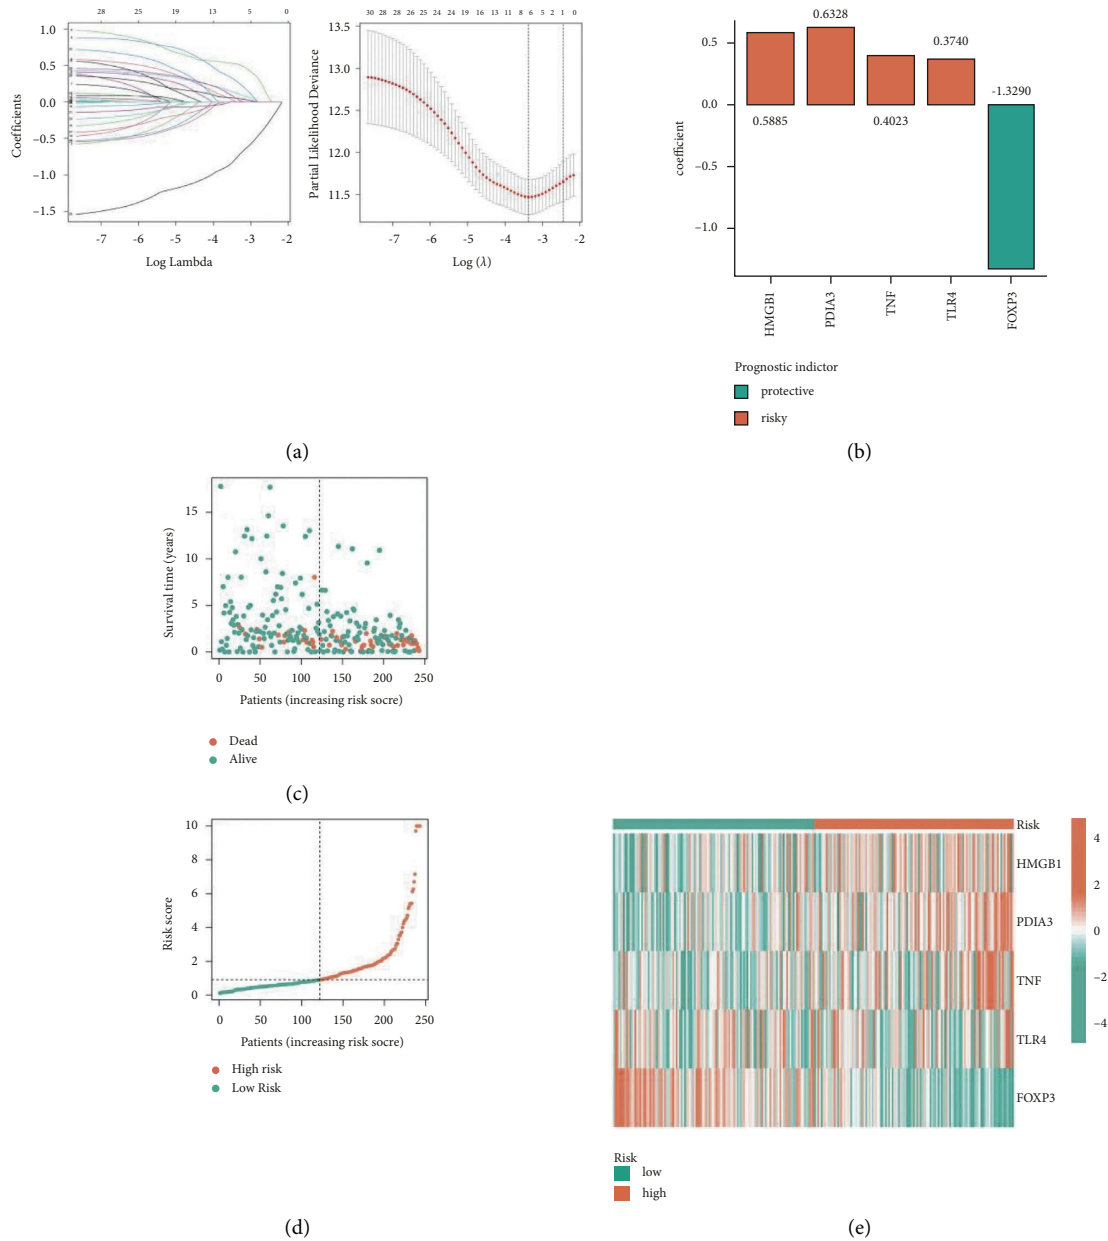 28 25 19 13 5 0
1.0
0.5
0.0
−0.5
−1.0
−1.5
Coefficients
-7 -6 -5 -4 -3 -2
Log Lambda
30 28 28 26 26 25 24 24 19 17 16 13 11 8 6 5 2 1 0
13.5
13.0
12.5
12.0
11.5
Partial Likelihood Deviance
-7 -6 -5 -4 -3 -2
Log (λ)
(a)
0.5
0.0
−0.5
−1.0
coefficient
0.5885
0.6328
0.4023
0.3740
-1.3290
HMGB1
PDIA3
TNF
TLR4
FOXP3
Prognostic indictor
protective
risky
(b)
15
10
5
0
Survival time (years)
0 50 100 150 200 250
Patients (increasing risk socre)
Dead
Alive
(c)
10
8
6
4
2
0
Risk score
0 50 100 150 200 250
Patients (increasing risk socre)
High risk
Low Risk
(d)
Risk
HMGB1
PDIA3
TNF
TLR4
FOXP3
4
2
0
−2
−4
Risk
low
high
(e)